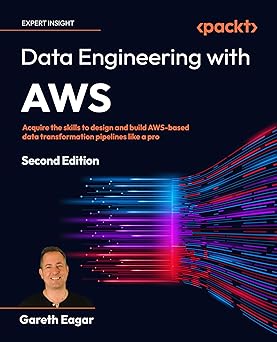 EXPERT INSIGHT
<packt>
Data Engineering with
AWS
Acquire the skills to design and build AWS-based
data transformation pipelines like a pro
Second Edition
Gareth Eagar